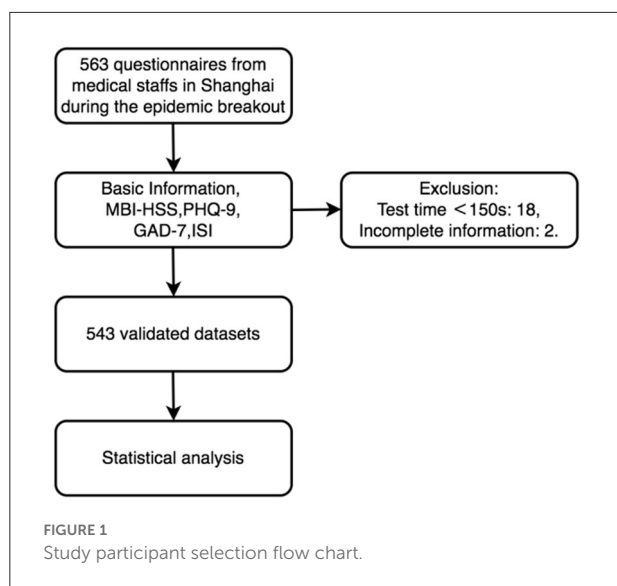 563 questionnaires from
medical staffs in Shanghai
during the epidemic breakout
Basic Information,
MBI-HSS,PHQ-9,
GAD-7,ISI
Exclusion:
Test time <150s: 18,
Incomplete information: 2.
543 validated datasets
Statistical analysis
FIGURE 1
Study participant selection flow chart.